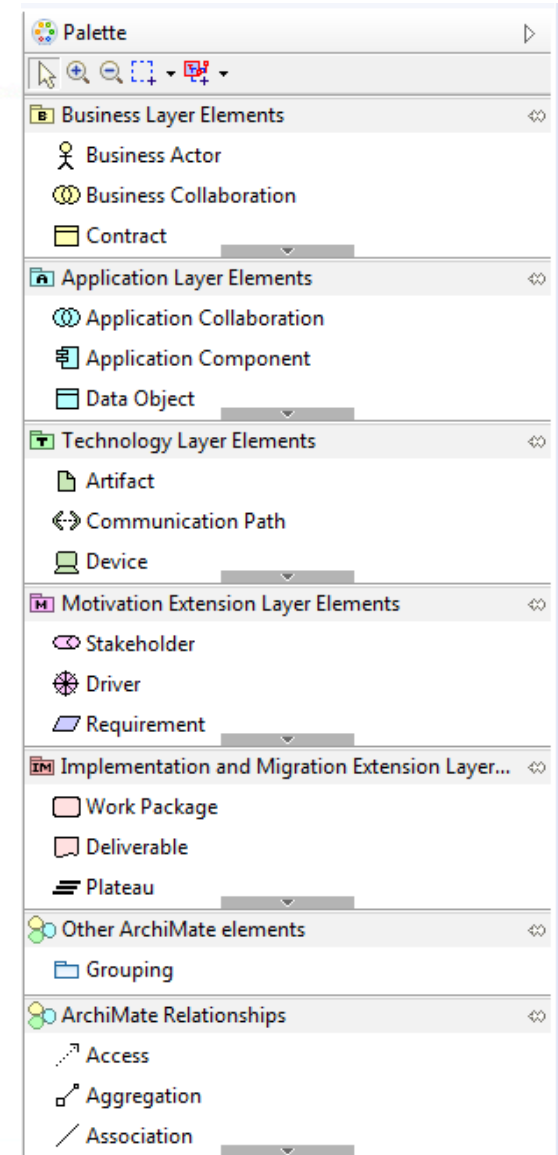 Palette
B Business Layer Elements
Business Actor
Business Collaboration
Contract
A Application Layer Elements
Application Collaboration
Application Component
Data Object
T Technology Layer Elements
Artifact
Communication Path
Device
M Motivation Extension Layer Elements
Stakeholder
Driver
Requirement
IM Implementation and Migration Extension Layer...
Work Package
Deliverable
Plateau
Other ArchiMate elements
Grouping
ArchiMate Relationships
Access
Aggregation
Association